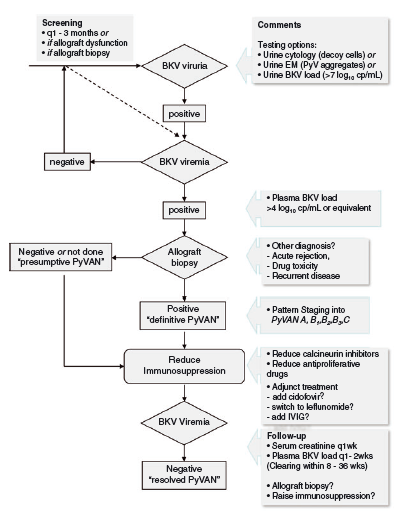 Screening
• q1 - 3 months or
• if allograft dysfunction
• if allograft biopsy
BKV viruria
Comments
Testing options:
• Urine cytology (decoy cells) or
• Urine EM (PyV aggregates) or
• Urine BKV load (>7 log10 cp/mL)
positive
negative
BKV viremia
positive
• Plasma BKV load
>4 log10 cp/mL or equivalent
Negative or not done
"presumptive PyVAN"
Allograft
biopsy
• Other diagnosis?
- Acute rejection,
- Drug toxicity
- Recurrent disease
Positive
"definitive PyVAN"
• Pattern Staging into
PyVAN A, B1,B2,B3,C
Reduce
Immunosuppression
• Reduce calcineurin inhibitors
• Reduce antiproliferative
drugs
• Adjunct treatment
- add cidofovir?
- switch to leflunomide?
- add IVIG?
BKV Viremia
Follow-up
• Serum creatinine q1wk
• Plasma BKV load q1- 2wks
(Clearing within 8 - 36 wks)
• Allograft biopsy?
• Raise immunosuppression?
Negative
"resolved PyVAN"